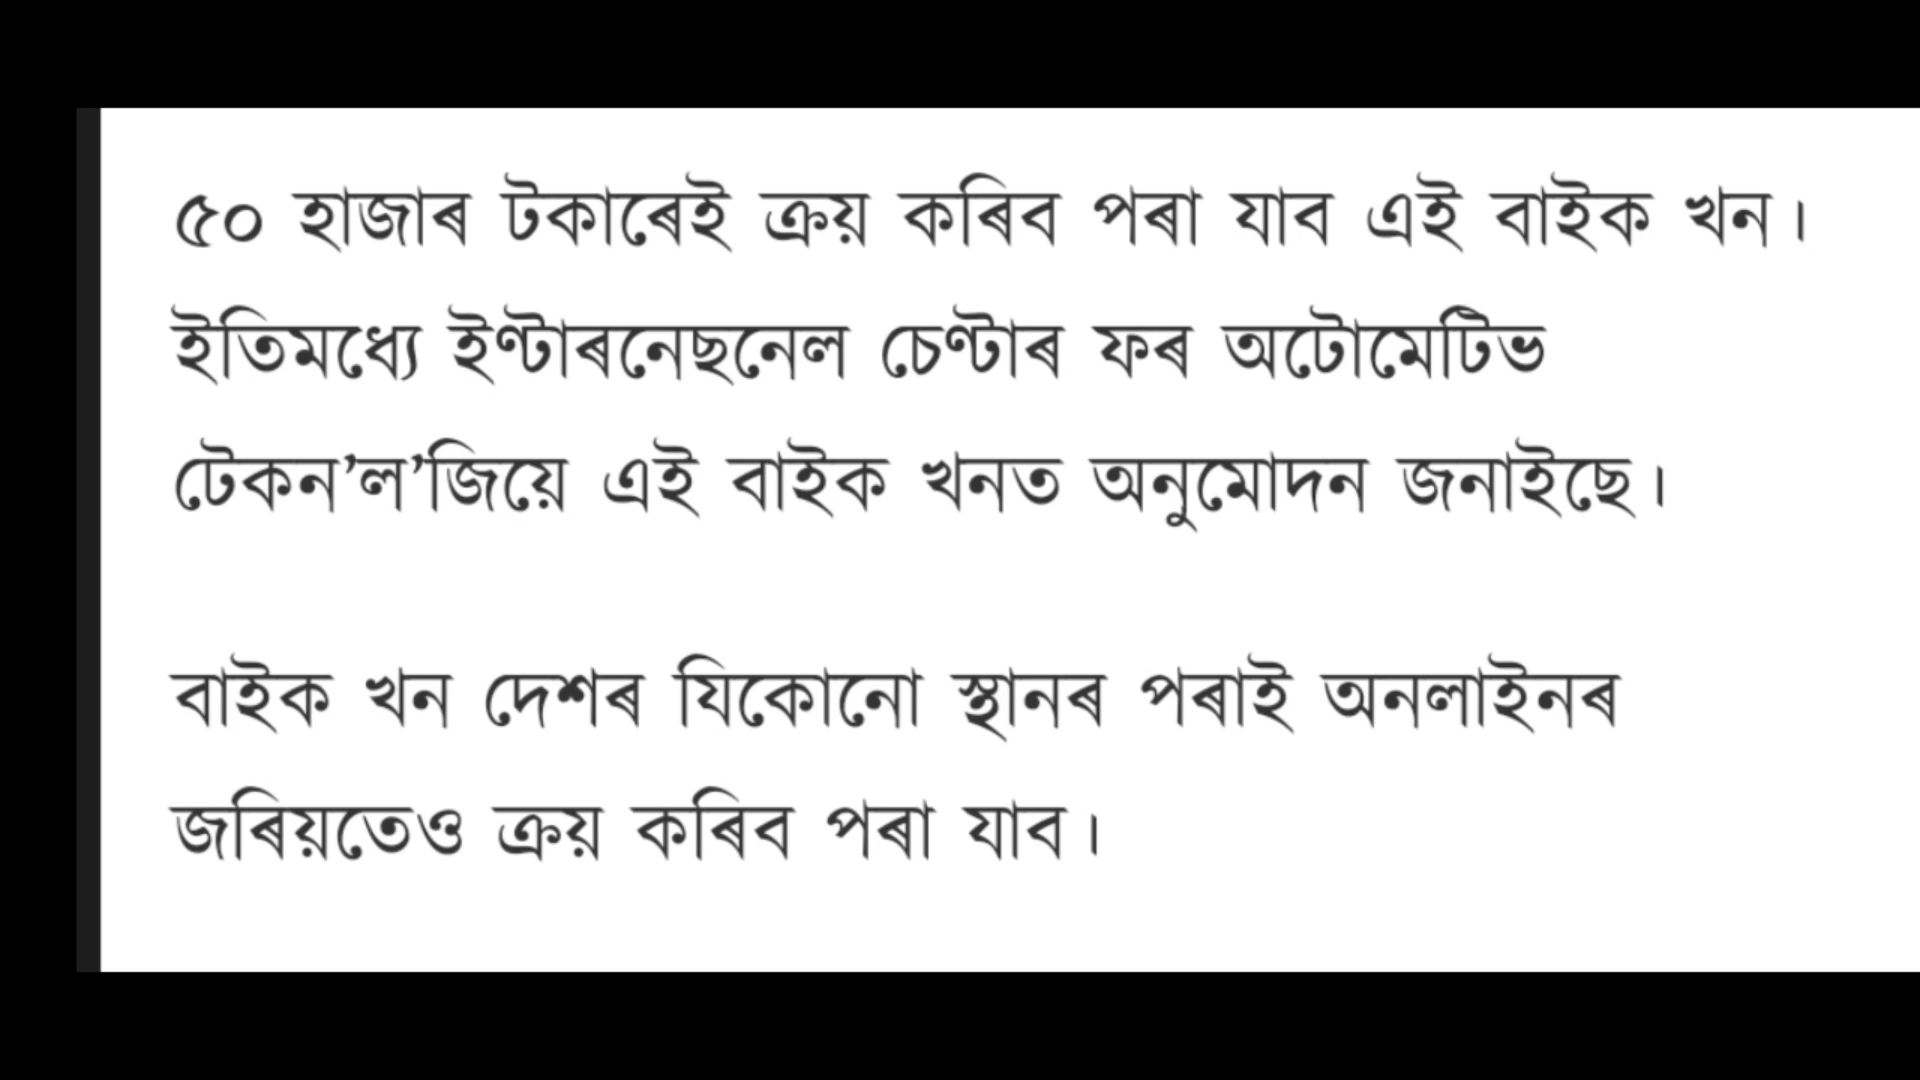 ৫০ হাজাৰ টকাৰেই ক্ৰয় কৰিব পৰা যাব এই বাইক খন।
ইতিমধ্যে ইণ্টাৰনেছনেল চেণ্টাৰ ফৰ অটোমেটিভ
টেকন’ল’জিয়ে এই বাইক খনত অনুমোদন জনাইছে।
বাইক খন দেশৰ যিকোনো স্থানৰ পৰাই অনলাইনৰ
জৰিয়তেও ক্ৰয় কৰিব পৰা যাব।